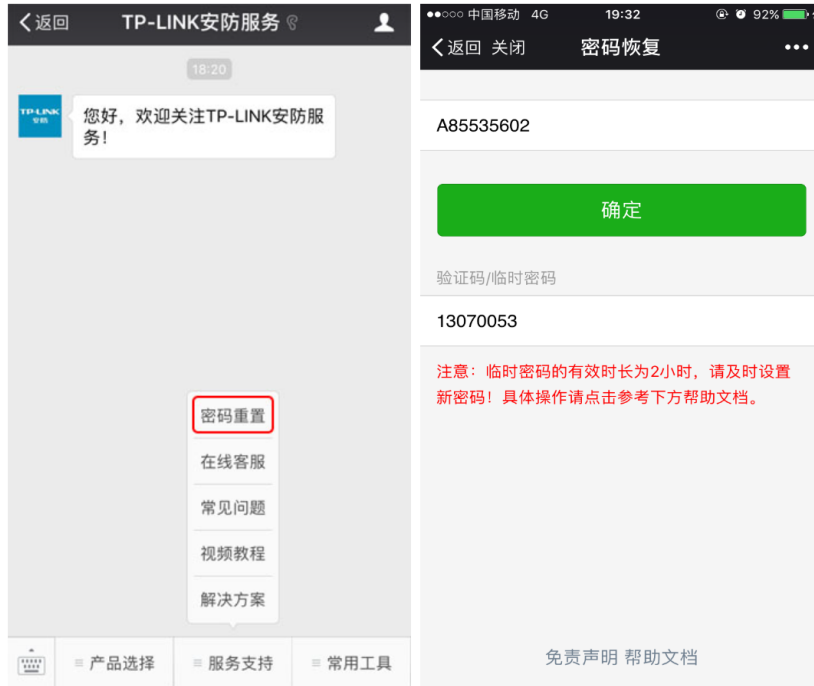 返回
TP-LINK安防服务
18:20
TP-LINK
安防
您好，欢迎关注TP-LINK安防服
务！
密码重置
在线客服
常见问题
视频教程
解决方案
产品选择
服务支持
常用工具
中国移动 4G 19:32 92%
返回 关闭 密码恢复
A85535602
确定
验证码/临时密码
13070053
注意：临时密码的有效时长为2小时，请及时设置
新密码！具体操作请点击参考下方帮助文档。
免责声明 帮助文档